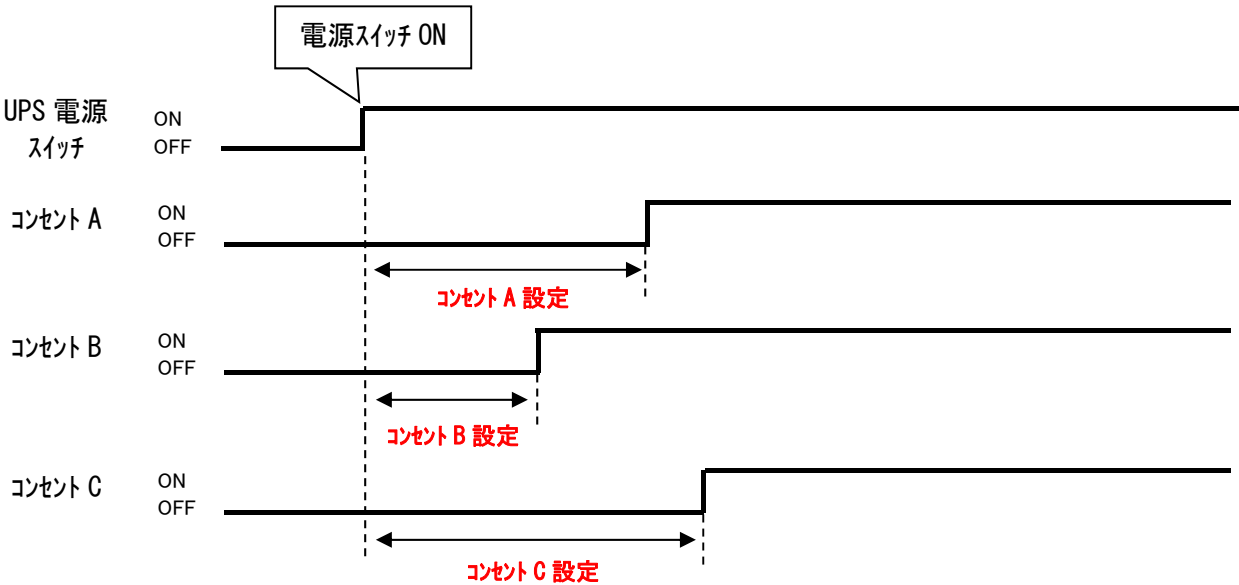 電源スイッチ ON
UPS 電源
スイッチ
ON
OFF
コンセント A
ON
OFF
コンセント A 設定
コンセント B
ON
OFF
コンセント B 設定
コンセント C
ON
OFF
コンセント C 設定